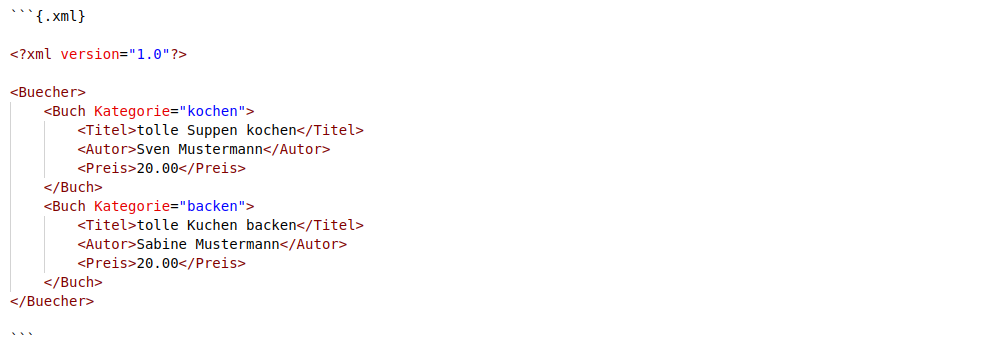 ```{.xml}
<?xml version="1.0"?>
<Buecher>
<Buch Kategorie="kochen">
<Titel>tolle Suppen kochen</Titel>
<Autor>Sven Mustermann</Autor>
<Preis>20.00</Preis>
</Buch>
<Buch Kategorie="backen">
<Titel>tolle Kuchen backen</Titel>
<Autor>Sabine Mustermann</Autor>
<Preis>20.00</Preis>
</Buch>
</Buecher>
```